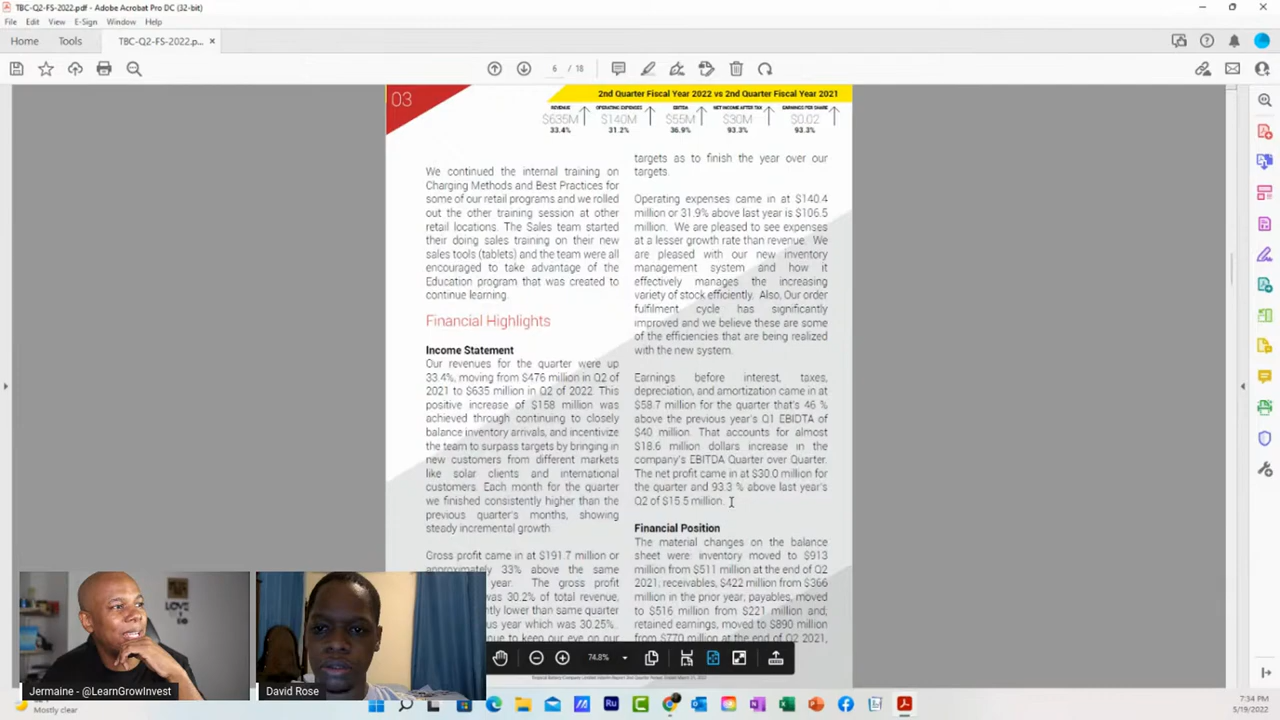 TBC-Q2-FS-2022.pdf - Adobe Acrobat Pro DC (32-bit)
File Edit View E-Sign Window Help
Home Tools TBC-Q2-FS-2022.p...
6 / 18
03
2nd Quarter Fiscal Year 2022 vs 2nd Quarter Fiscal Year 2021
REVENUE OPERATING EXPENSES EBITDA NET INCOME AFTER TAX EARNINGS PER SHARE
$635M $140M $55M $30M $0.02
33.4% 31.2% 36.9% 93.3% 93.3%
We continued the internal training on
Charging Methods and Best Practices for
some of our retail programs and we rolled
out the other training session at other
retail locations. The Sales team started
their doing sales training on their new
sales tools (tablets) and the team were all
encouraged to take advantage of the
Education program that was created to
continue learning.
Financial Highlights
Income Statement
Our revenues for the quarter were up
33.4%, moving from $476 million in Q2 of
2021 to $635 million in Q2 of 2022. This
positive increase of $158 million was
achieved through continuing to closely
balance inventory arrivals, and incentivize
the team to surpass targets by bringing in
new customers from different markets
like solar clients and international
customers. Each month for the quarter
we finished consistently higher than the
previous quarter's months, showing
steady incremental growth.
Gross profit came in at $191.7 million or
approximately 33% above the same
year. The gross profit
was 30.2% of total revenue,
ntly lower than same quarter
us year which was 30.25%.
nue to keep our eye on our
targets as to finish the year over our
targets.
Operating expenses came in at $140.4
million or 31.9% above last year is $106.5
million. We are pleased to see expenses
at a lesser growth rate than revenue. We
are pleased with our new inventory
management system and how it
effectively manages the increasing
variety of stock efficiently. Also, Our order
fulfilment cycle has significantly
improved and we believe these are some
of the efficiencies that are being realized
with the new system.
Earnings before interest, taxes,
depreciation, and amortization came in at
$58.7 million for the quarter that's 46 %
above the previous year's Q1 EBIDTA of
$40 million. That accounts for almost
$18.6 million dollars increase in the
company's EBITDA Quarter over Quarter.
The net profit came in at $30.0 million for
the quarter and 93.3 % above last year's
Q2 of $15.5 million.
Financial Position
The material changes on the balance
sheet were: inventory moved to $913
million from $511 million at the end of Q2
2021, receivables, $422 million from $366
million in the prior year, payables, moved
to $516 million from $221 million and,
retained earnings, moved to $890 million
from $770 million at the end of Q2 2021,
74.8%
Jermaine - @LearnGrowInvest
David Rose
Mostly clear
7:34 PM
5/19/2022